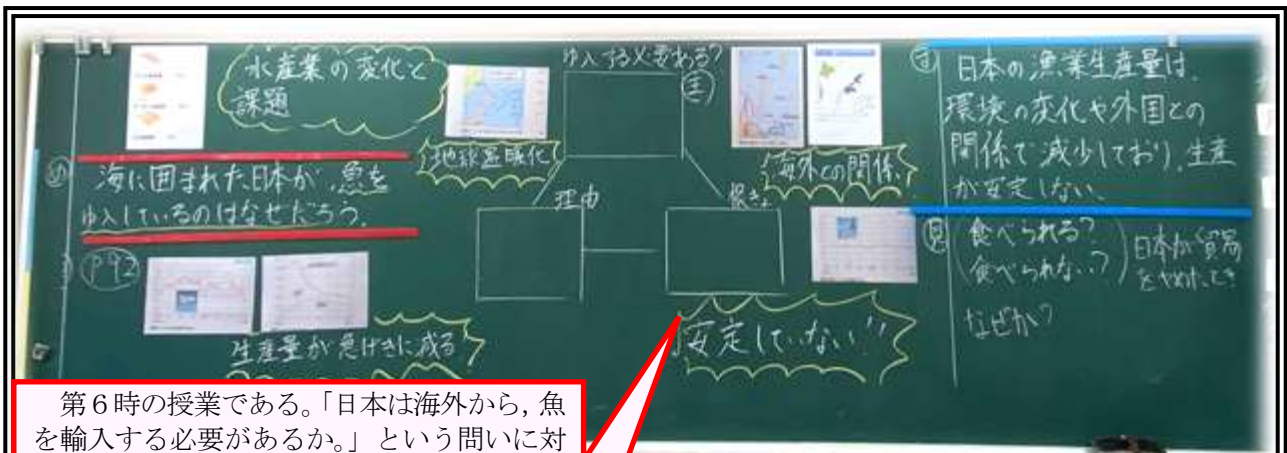 水産業の変化と
課題
め 海に囲まれた日本が、魚を
ゆ入しているのはなぜだろう。
P92
生産量が急げきに減る
地球温暖化
ゆ入する必要ある?
主
理由
根きょ
海外との関係
安定していない!!
ま 日本の漁業生産量は、
環境の変化や外国との
関係で減少しており、生産
が安定しない。
見 食べられる?
食べられない?
日本が貿易
をやめたとき
なぜか?
第6時の授業である。「日本は海外から,魚
を輸入する必要があるか。」という問いに対